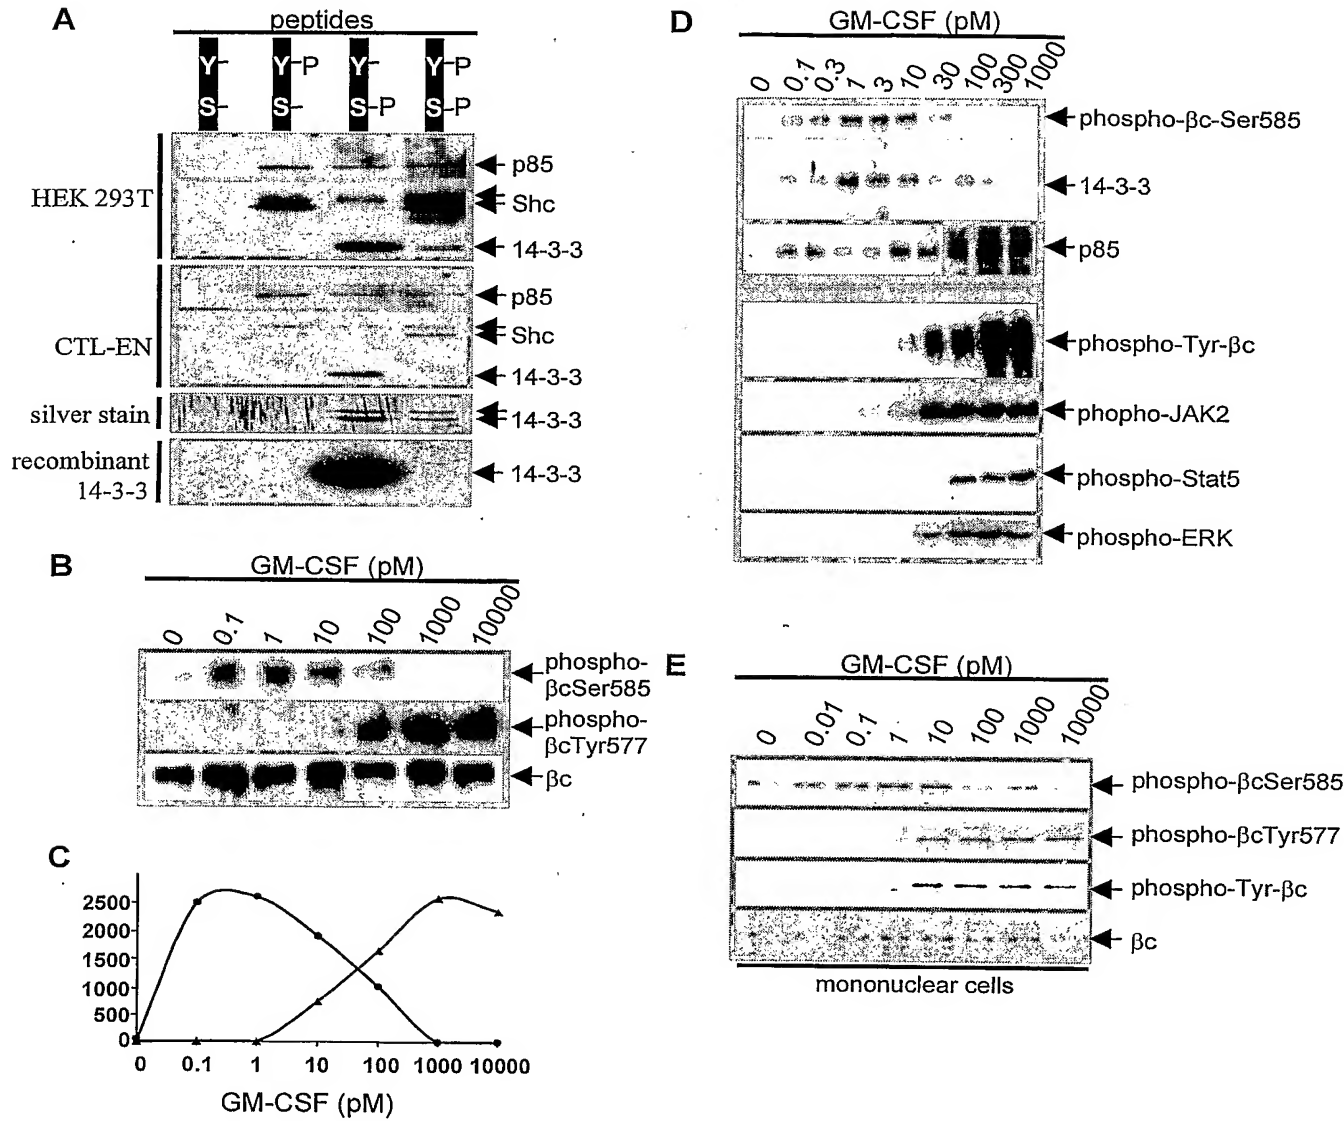 A
peptides
Y- Y-P Y- Y-P
S- S- S-P S-P
HEK 293T
p85
Shc
14-3-3
CTL-EN
p85
Shc
14-3-3
silver stain
14-3-3
recombinant
14-3-3
14-3-3
B
GM-CSF (pM)
0 0.1 1 10 100 1000 10000
phospho-
βcSer585
phospho-
βcTyr577
βc
C
2500
2000
1500
1000
500
0
0 0.1 1 10 100 1000 10000
GM-CSF (pM)
D
GM-CSF (pM)
0 0.1 0.3 1 3 10 30 100 300 1000
phospho-βc-Ser585
14-3-3
p85
phospho-Tyr-βc
phopho-JAK2
phospho-Stat5
phospho-ERK
E
GM-CSF (pM)
0 0.01 0.1 1 10 100 1000 10000
phospho-βcSer585
phospho-βcTyr577
phospho-Tyr-βc
βc
mononuclear cells